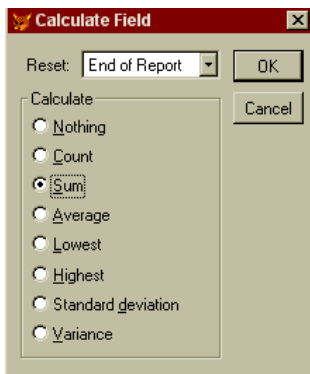 Calculate Field
Reset: End of Report OK
Calculate
Cancel
Nothing
Count
Sum
Average
Lowest
Highest
Standard deviation
Variance